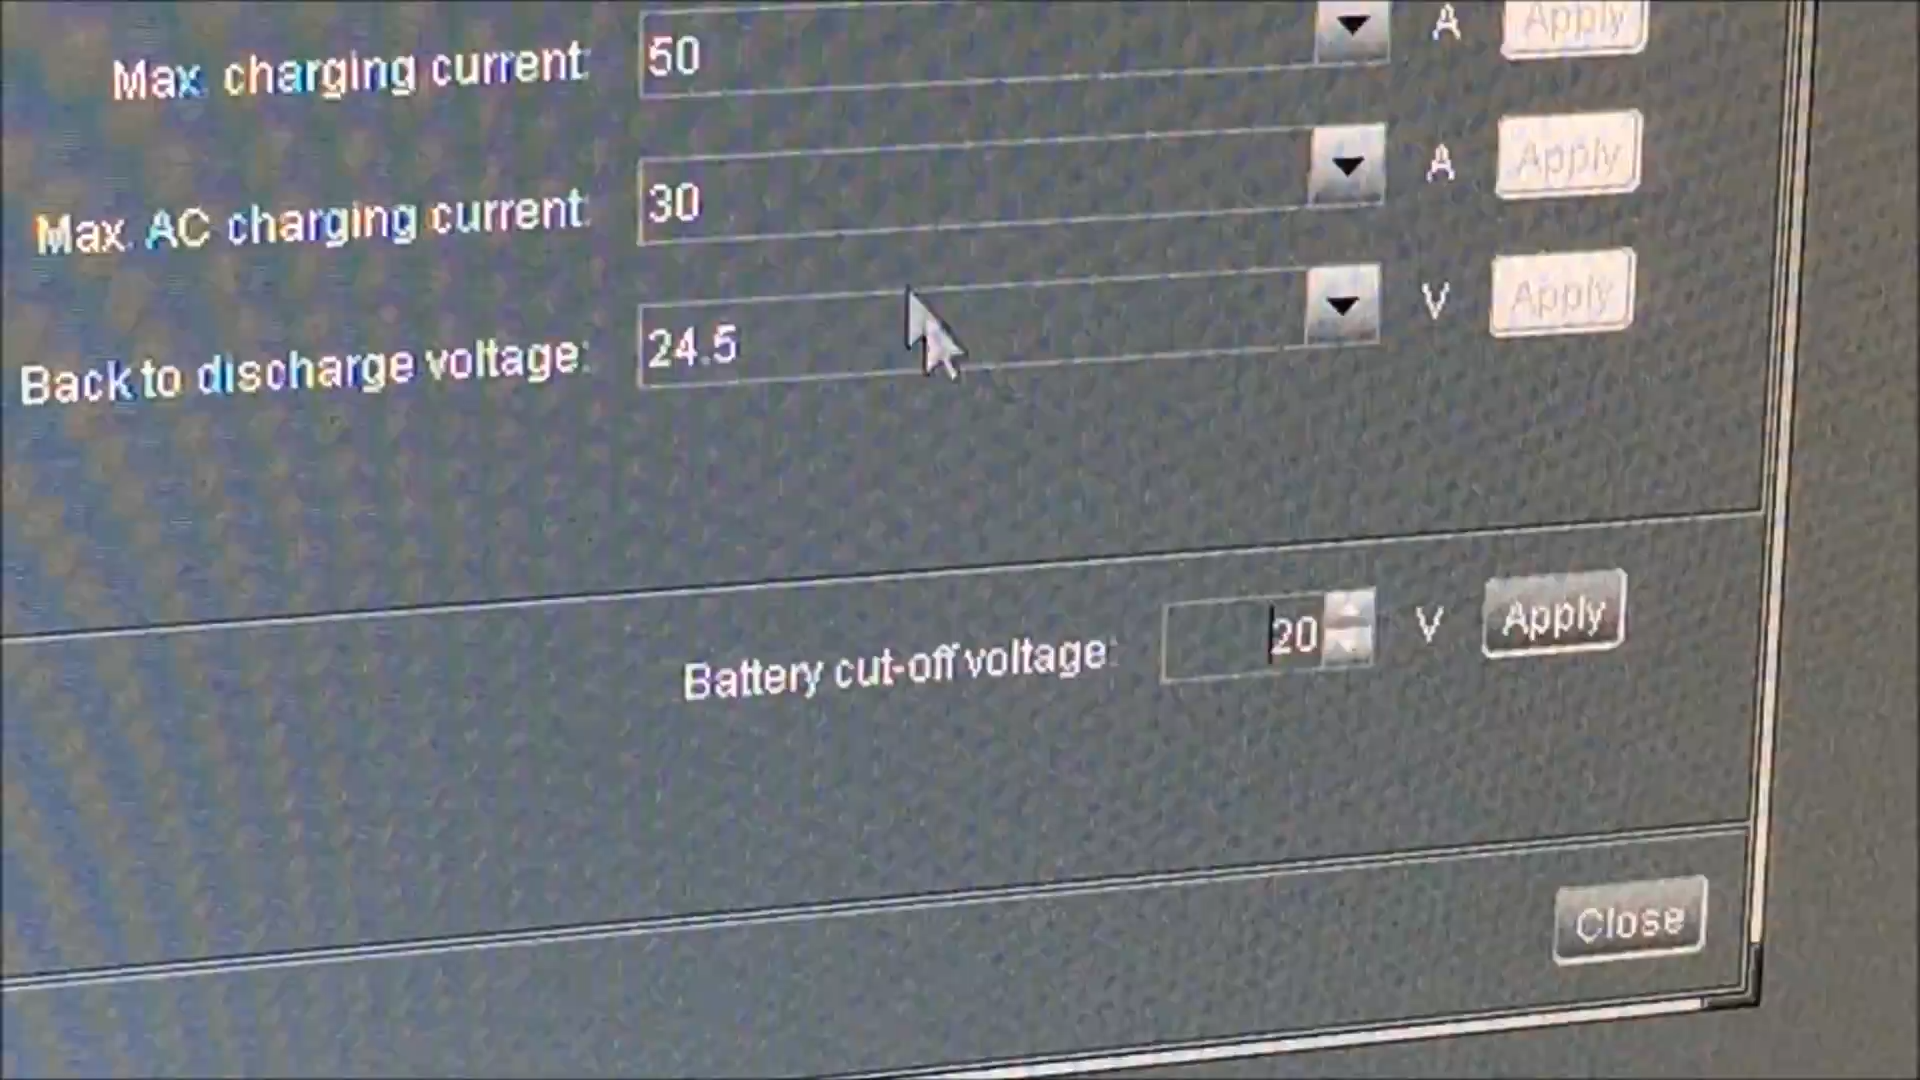 Max. charging current: 50 A Apply
Max. AC charging current: 30 A Apply
Back to discharge voltage: 24.5 V Apply
Battery cut-off voltage: 20 V Apply
Close